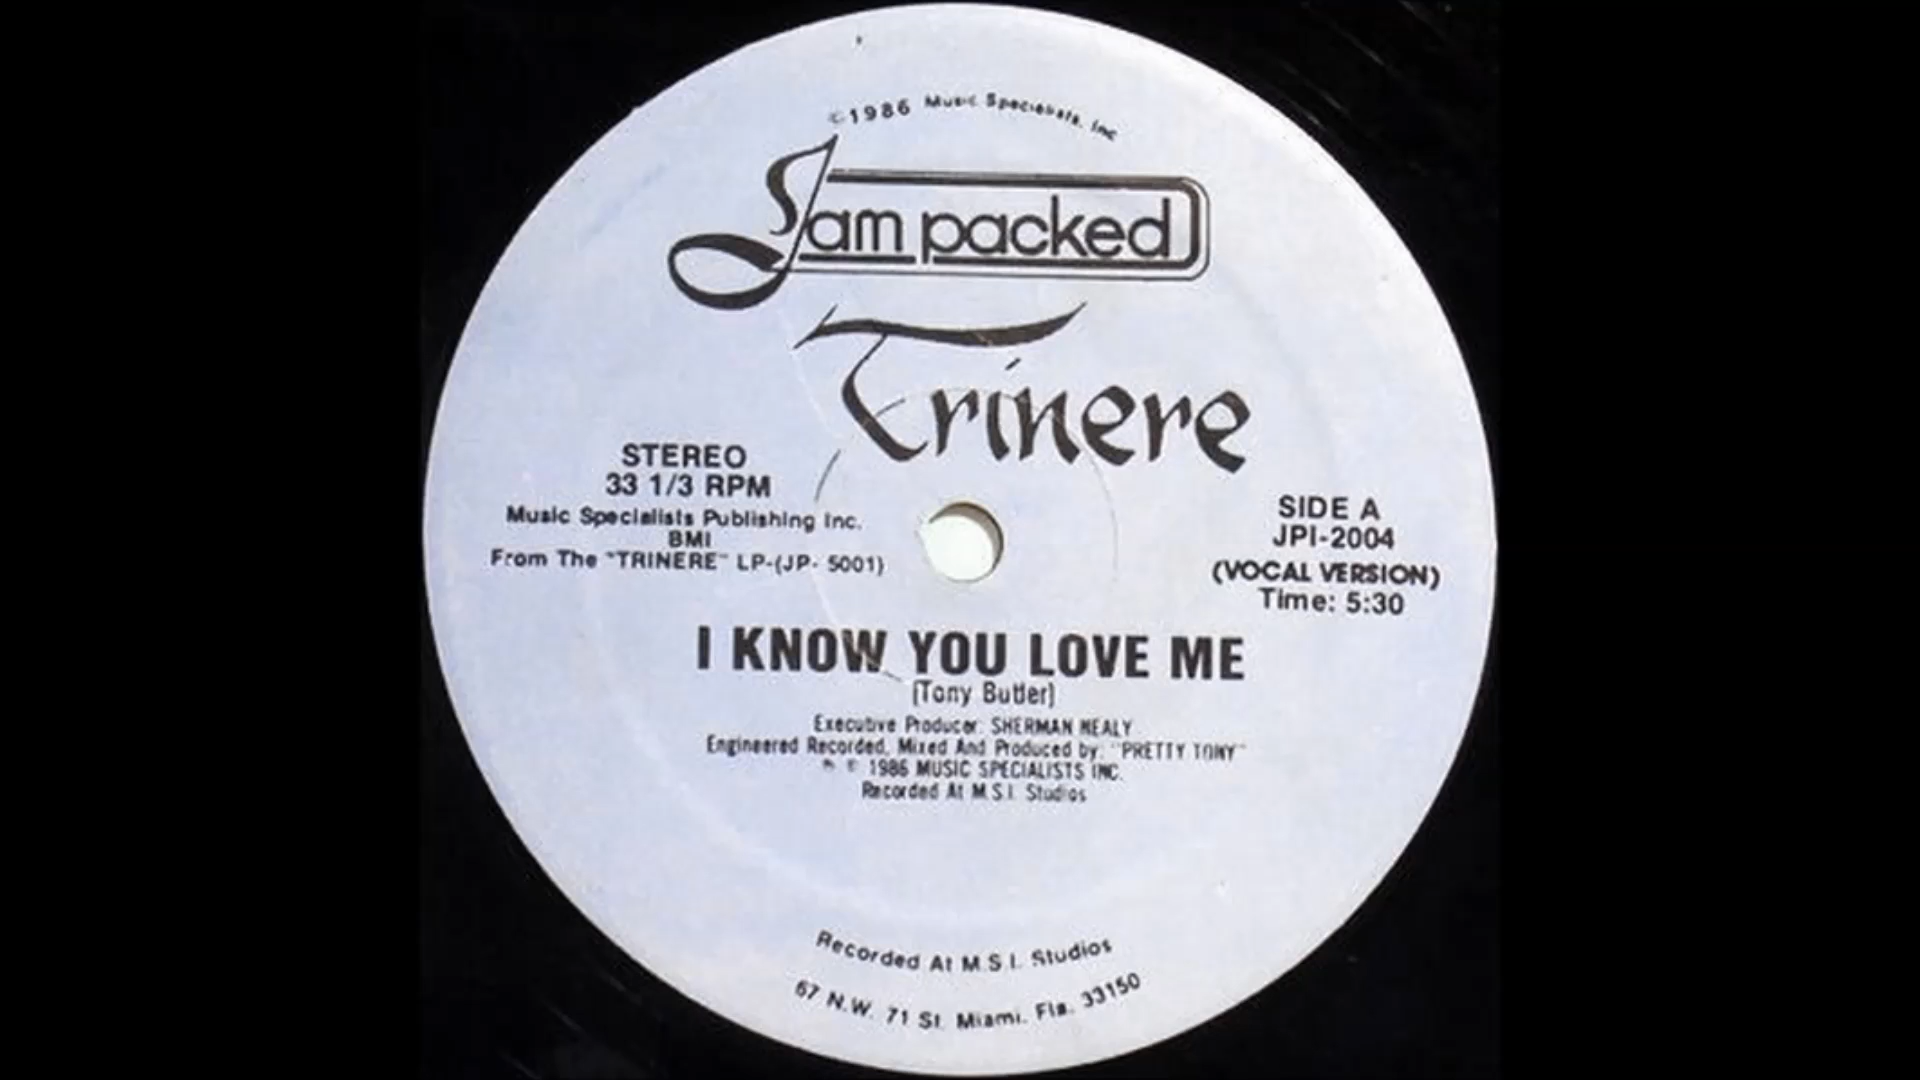 ©1986 Music Specialists, Inc
Jam packed
Trinere
STEREO
33 1/3 RPM
Music Specialists Publishing Inc.
BMI
From The "TRINERE" LP-(JP- 5001)
SIDE A
JPI-2004
(VOCAL VERSION)
Time: 5:30
I KNOW YOU LOVE ME
(Tony Butler)
Executive Producer: SHERMAN NEALY
Engineered Recorded, Mixed And Produced by: "PRETTY TONY"
℗ © 1986 MUSIC SPECIALISTS INC.
Recorded At M.S.I. Studios
Recorded At M.S.I. Studios
67 N.W. 71 St. Miami, Fla. 33150